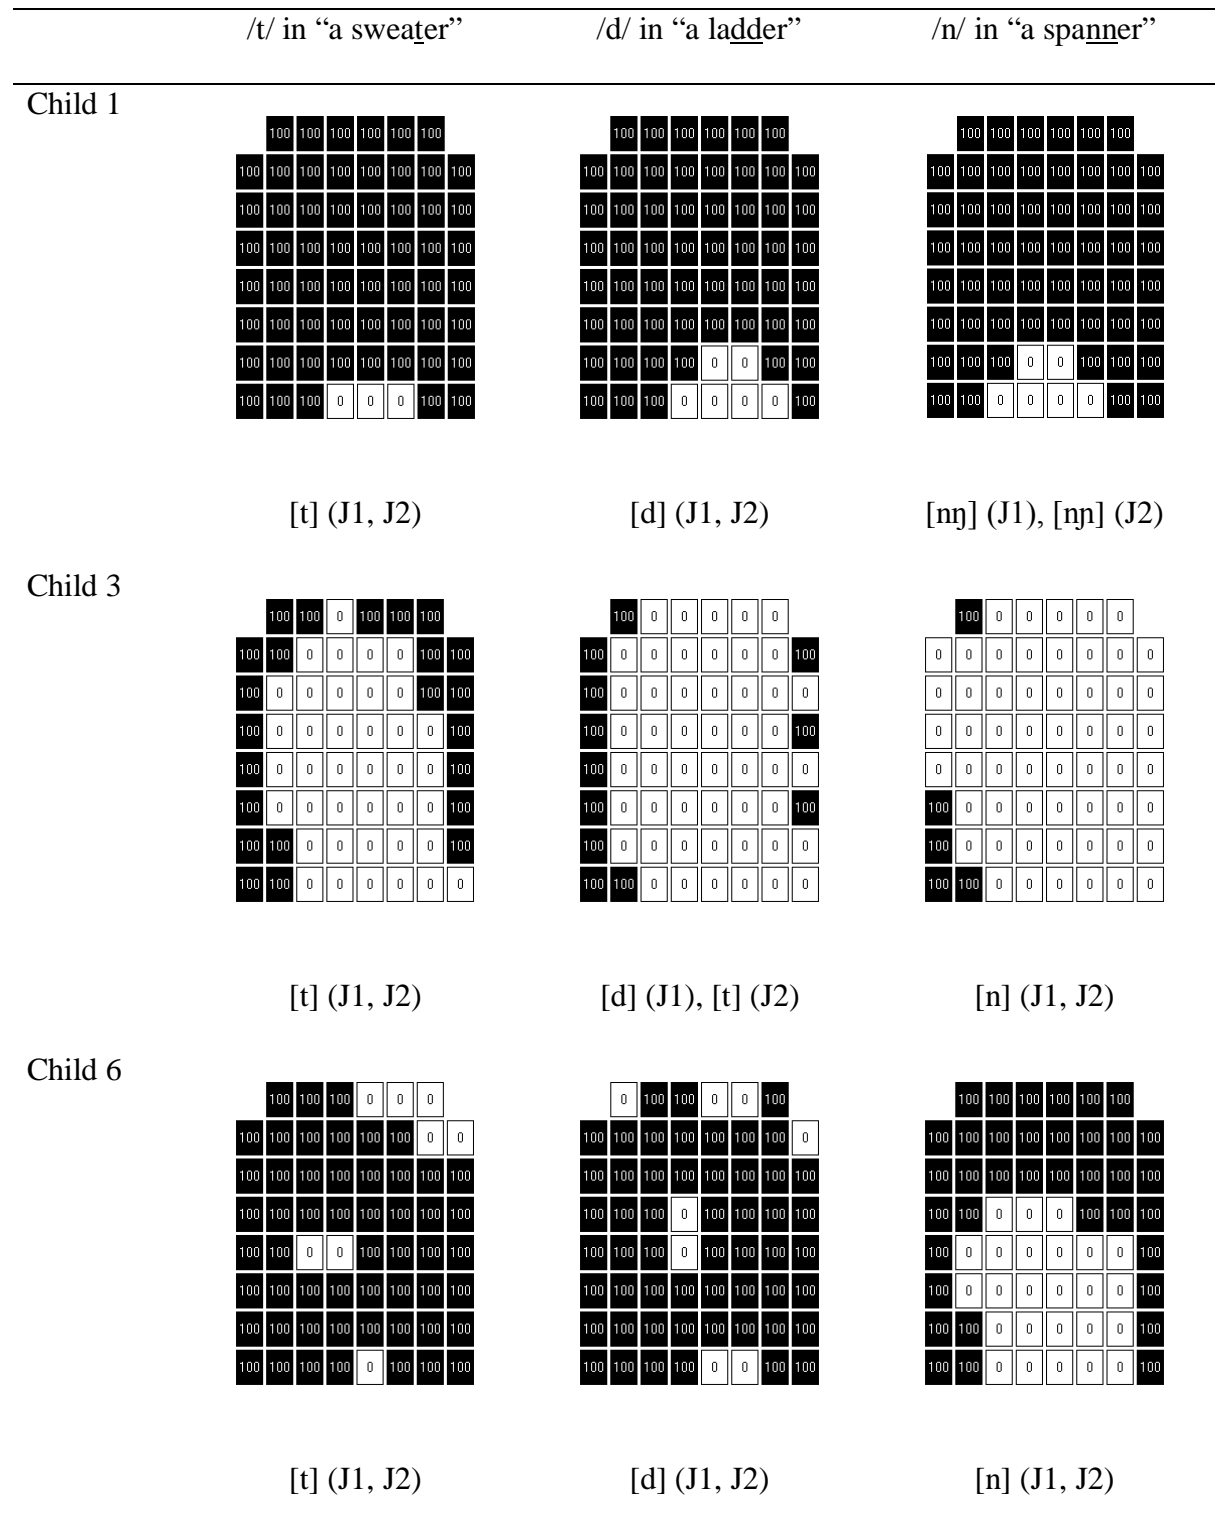 /t/ in “a sweater” /d/ in “a ladder” /n/ in “a spanner”
Child 1
100 100 100 100 100 100 100 100 100 100 100 100 100 100 100 100 100 100
100 100 100 100 100 100 100 100 100 100 100 100 100 100 100 100 100 100 100 100 100 100 100 100
100 100 100 100 100 100 100 100 100 100 100 100 100 100 100 100 100 100 100 100 100 100 100 100
100 100 100 100 100 100 100 100 100 100 100 100 100 100 100 100 100 100 100 100 100 100 100 100
100 100 100 100 100 100 100 100 100 100 100 100 100 100 100 100 100 100 100 100 100 100 100 100
100 100 100 100 100 100 100 100 100 100 100 100 100 100 100 100 100 100 100 100 100 100 100 100
100 100 100 100 100 100 100 100 100 100 100 100 0 0 100 100 100 100 100 0 0 100 100 100
100 100 100 0 0 0 100 100 100 100 100 0 0 0 0 100 100 100 0 0 0 0 100 100
[t] (J1, J2) [d] (J1, J2) [nŋ] (J1), [nɲ] (J2)
Child 3
100 100 0 100 100 100 100 0 0 0 0 0 100 0 0 0 0 0
100 100 0 0 0 0 100 100 100 0 0 0 0 0 0 100 0 0 0 0 0 0 0 0
100 0 0 0 0 0 100 100 100 0 0 0 0 0 0 0 0 0 0 0 0 0 0 0
100 0 0 0 0 0 0 100 100 0 0 0 0 0 0 100 0 0 0 0 0 0 0 0
100 0 0 0 0 0 0 100 100 0 0 0 0 0 0 0 0 0 0 0 0 0 0 0
100 0 0 0 0 0 0 100 100 0 0 0 0 0 0 100 100 0 0 0 0 0 0 0
100 100 0 0 0 0 0 100 100 0 0 0 0 0 0 0 100 0 0 0 0 0 0 0
100 100 0 0 0 0 0 0 100 100 0 0 0 0 0 0 100 100 0 0 0 0 0 0
[t] (J1, J2) [d] (J1), [t] (J2) [n] (J1, J2)
Child 6
100 100 100 0 0 0 0 100 100 0 0 100 100 100 100 100 100 100
100 100 100 100 100 100 0 0 100 100 100 100 100 100 100 0 100 100 100 100 100 100 100 100
100 100 100 100 100 100 100 100 100 100 100 100 100 100 100 100 100 100 100 100 100 100 100 100
100 100 100 100 100 100 100 100 100 100 100 0 100 100 100 100 100 100 0 0 0 100 100 100
100 100 0 0 100 100 100 100 100 100 100 0 100 100 100 100 100 0 0 0 0 0 0 100
100 100 100 100 100 100 100 100 100 100 100 100 100 100 100 100 100 0 0 0 0 0 0 100
100 100 100 100 100 100 100 100 100 100 100 100 100 100 100 100 100 100 0 0 0 0 0 100
100 100 100 100 0 100 100 100 100 100 100 100 0 0 100 100 100 100 0 0 0 0 0 100
[t] (J1, J2) [d] (J1, J2) [n] (J1, J2)